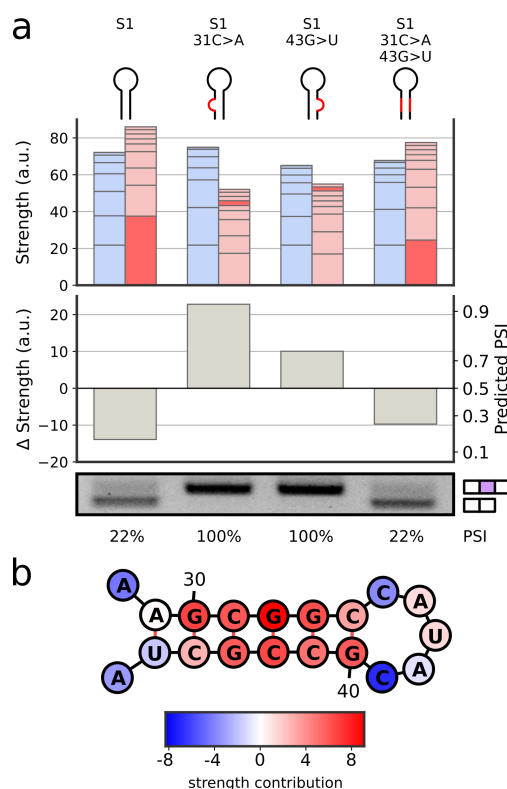 a
S1
S1
31C>A
S1
43G>U
S1
31C>A
43G>U
Strength (a.u.)
80
60
40
20
0
Δ Strength (a.u.)
20
10
0
−10
−20
0.9
0.7
0.5
0.3
0.1
Predicted PSI
22% 100% 100% 22% PSI
b
30
A A G C G G C C A U A C
A U C G C C G
40
-8 -4 0 4 8
strength contribution